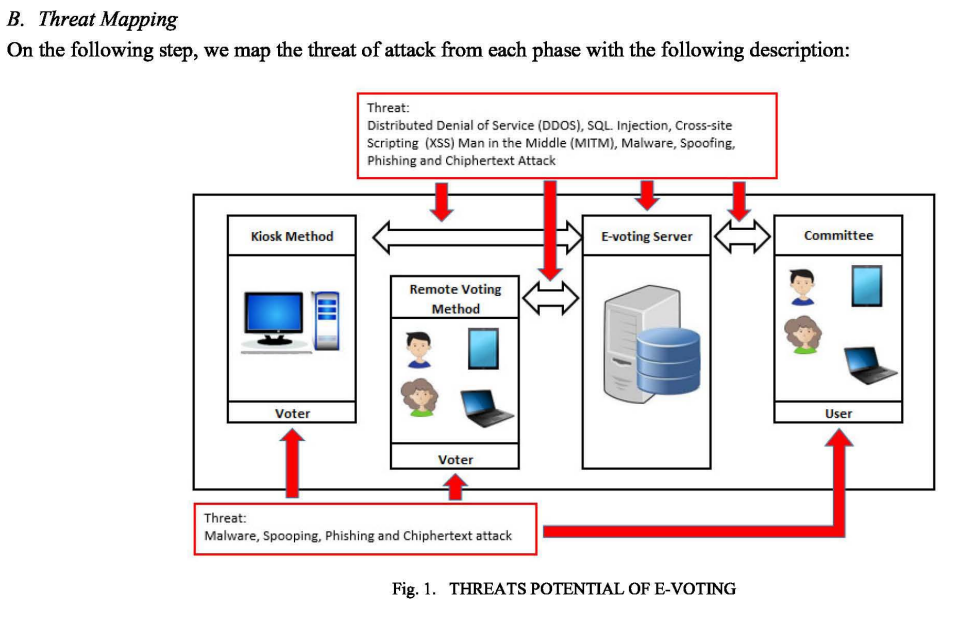 B. Threat Mapping
On the following step, we map the threat of attack from each phase with the following description:
Threat:
Distributed Denial of Service (DDOS), SQL. Injection, Cross-site
Scripting (XSS) Man in the Middle (MITM), Malware, Spoofing,
Phishing and Chiphertext Attack
Kiosk Method
E-voting Server
Committee
Remote Voting
Method
Voter
User
Voter
Threat:
Malware, Spooping, Phishing and Chiphertext attack
Fig. 1. THREATS POTENTIAL OF E-VOTING